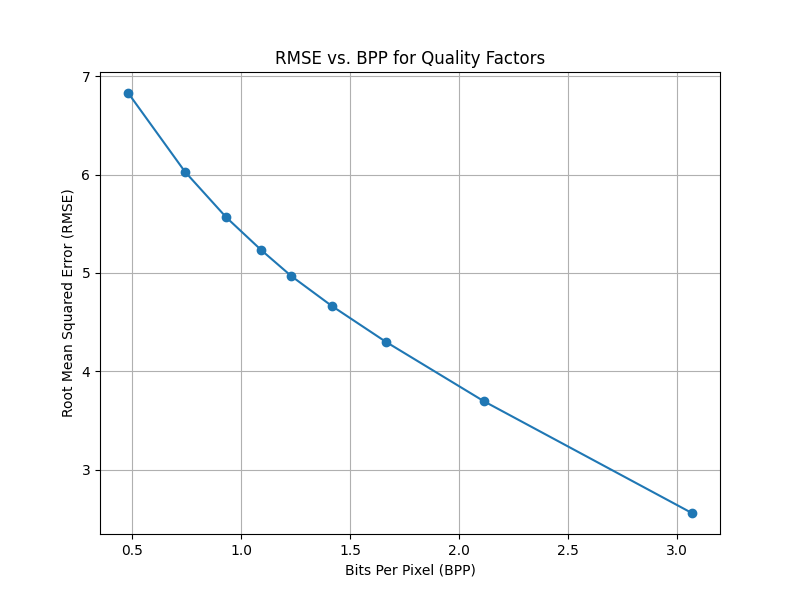 RMSE vs. BPP for Quality Factors
7
6
5
4
3
Root Mean Squared Error (RMSE)
0.5 1.0 1.5 2.0 2.5 3.0
Bits Per Pixel (BPP)